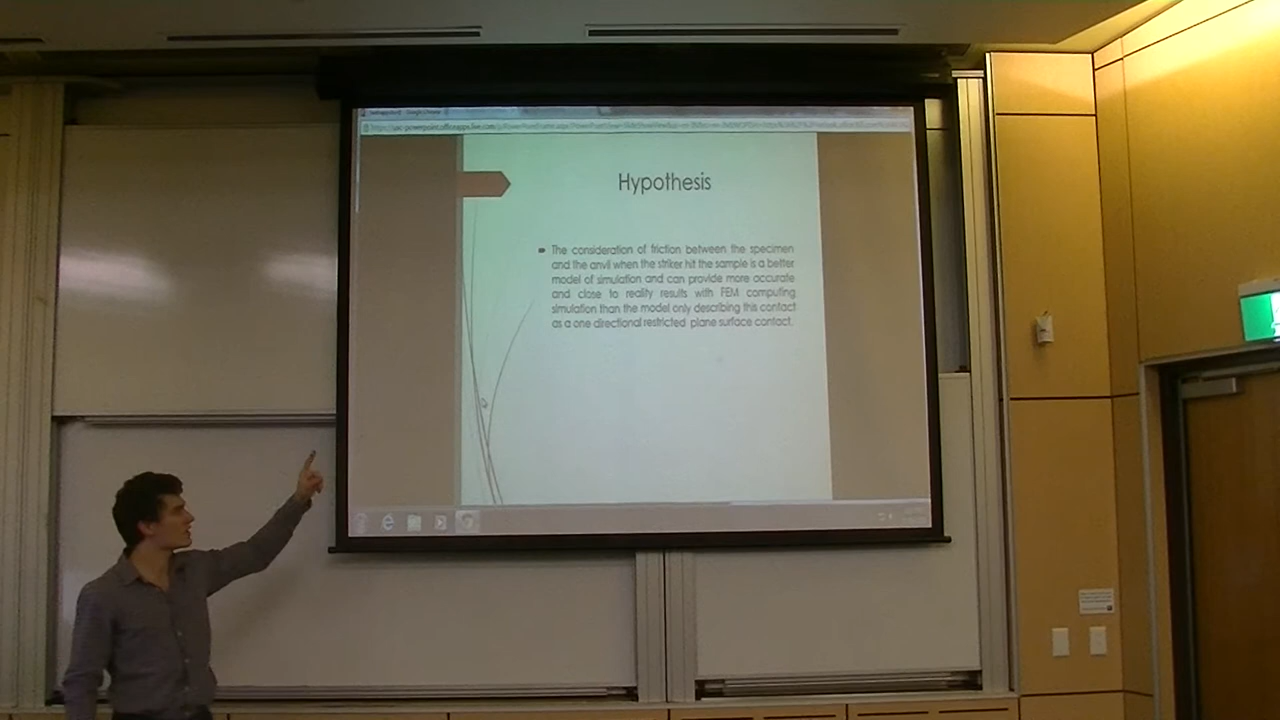 Hypothesis
The consideration of friction between the specimen
and the anvil when the striker hit the sample is a better
model of simulation and can provide more accurate
and close to reality results with FEM computing
simulation than the model only describing this contact
as a one directional restricted plane surface contact.